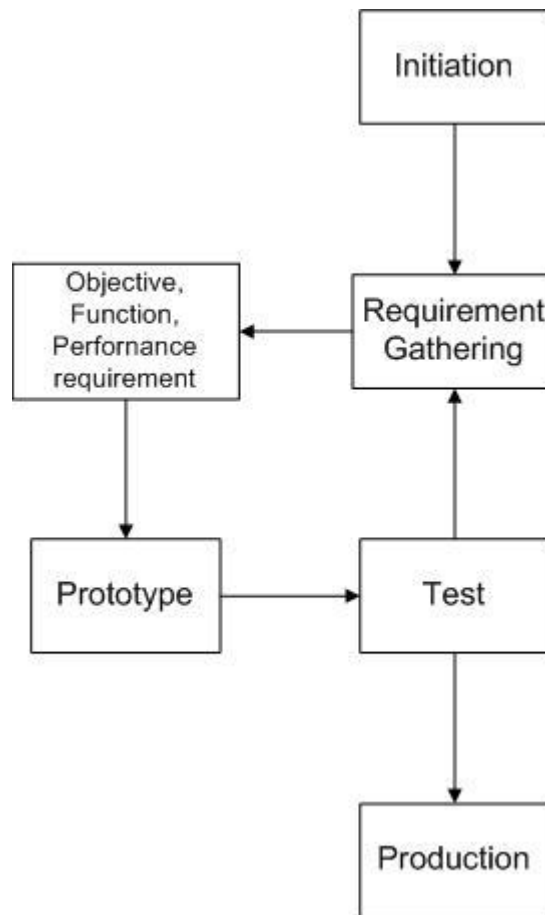 Initiation
Requirement
Gathering
Objective,
Function,
Perfornance
requirement
Prototype
Test
Production